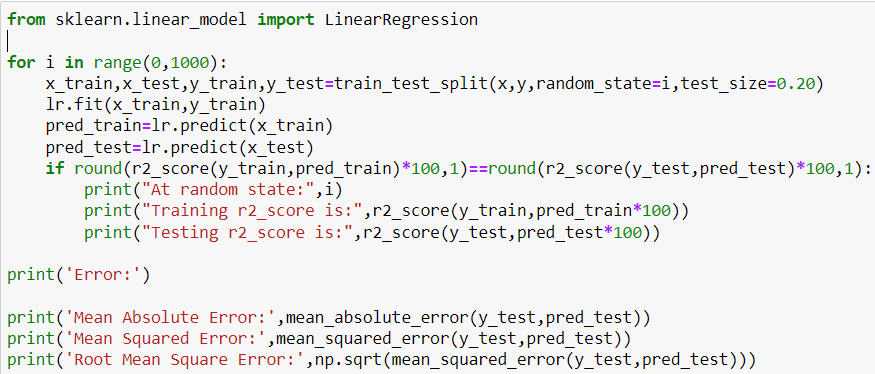 from sklearn.linear_model import LinearRegression
for i in range(0,1000):
    x_train,x_test,y_train,y_test=train_test_split(x,y,random_state=i,test_size=0.20)
    lr.fit(x_train,y_train)
    pred_train=lr.predict(x_train)
    pred_test=lr.predict(x_test)
    if round(r2_score(y_train,pred_train)*100,1)==round(r2_score(y_test,pred_test)*100,1):
        print("At random state:",i)
        print("Training r2_score is:",r2_score(y_train,pred_train*100))
        print("Testing r2_score is:",r2_score(y_test,pred_test*100))
print('Error:')
print('Mean Absolute Error:',mean_absolute_error(y_test,pred_test))
print('Mean Squared Error:',mean_squared_error(y_test,pred_test))
print('Root Mean Square Error:',np.sqrt(mean_squared_error(y_test,pred_test)))